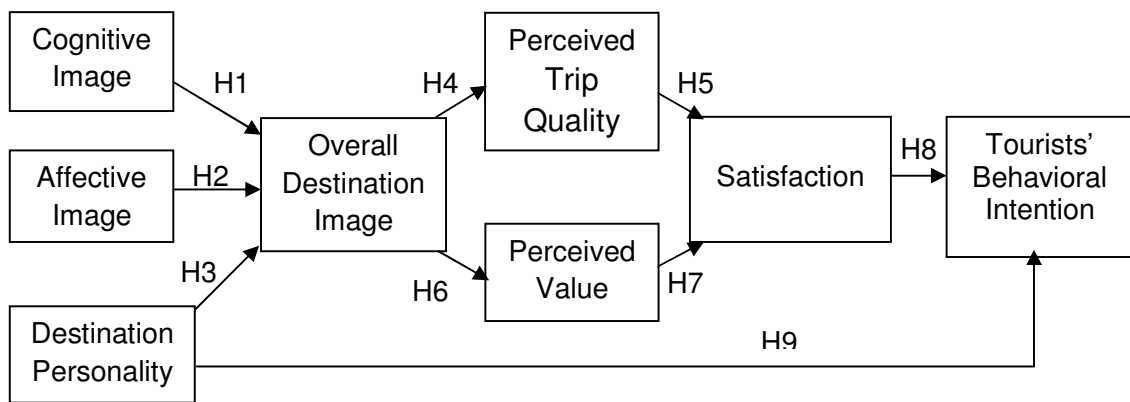 Cognitive
Image
H1
Affective
Image
H2
Destination
Personality
H3
Overall
Destination
Image
H4
Perceived
Trip
Quality
H5
H6
Perceived
Value
H7
Satisfaction
H8
Tourists'
Behavioral
Intention
H9